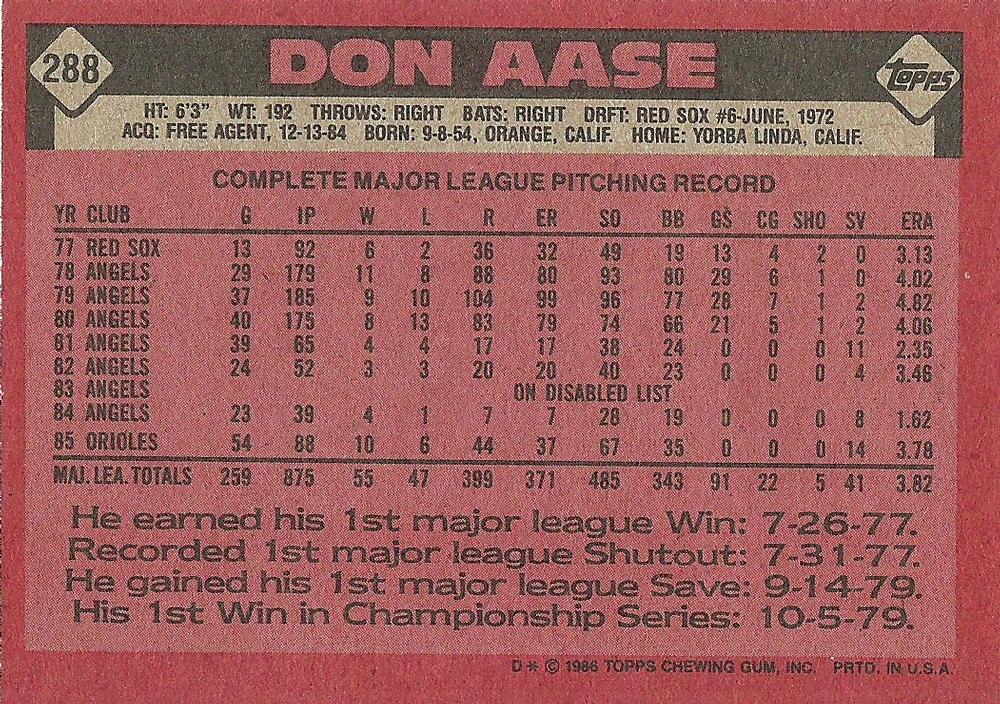 288
DON AASE
topps
HT: 6'3" WT: 192 THROWS: RIGHT BATS: RIGHT DRFT: RED SOX #6-JUNE, 1972
ACQ: FREE AGENT, 12-13-84 BORN: 9-8-54, ORANGE, CALIF. HOME: YORBA LINDA, CALIF.
COMPLETE MAJOR LEAGUE PITCHING RECORD
YR CLUB G IP W L R ER SO BB GS CG SHO SV ERA
77 RED SOX 13 92 6 2 36 32 49 19 13 4 2 0 3.13
78 ANGELS 29 179 11 8 88 80 93 80 29 6 1 0 4.02
79 ANGELS 37 185 9 10 104 99 96 77 28 7 1 2 4.82
80 ANGELS 40 175 8 13 83 79 74 66 21 5 1 2 4.06
81 ANGELS 39 65 4 4 17 17 38 24 0 0 0 11 2.35
82 ANGELS 24 52 3 3 20 20 40 23 0 0 0 4 3.46
83 ANGELS ON DISABLED LIST
84 ANGELS 23 39 4 1 7 7 28 19 0 0 0 8 1.62
85 ORIOLES 54 88 10 6 44 37 67 35 0 0 0 14 3.78
MAJ. LEA. TOTALS 259 875 55 47 399 371 485 343 91 22 5 41 3.82
He earned his 1st major league Win: 7-26-77.
Recorded 1st major league Shutout: 7-31-77.
He gained his 1st major league Save: 9-14-79.
His 1st Win in Championship Series: 10-5-79.
D * © 1986 TOPPS CHEWING GUM, INC. PRTD. IN U.S.A.